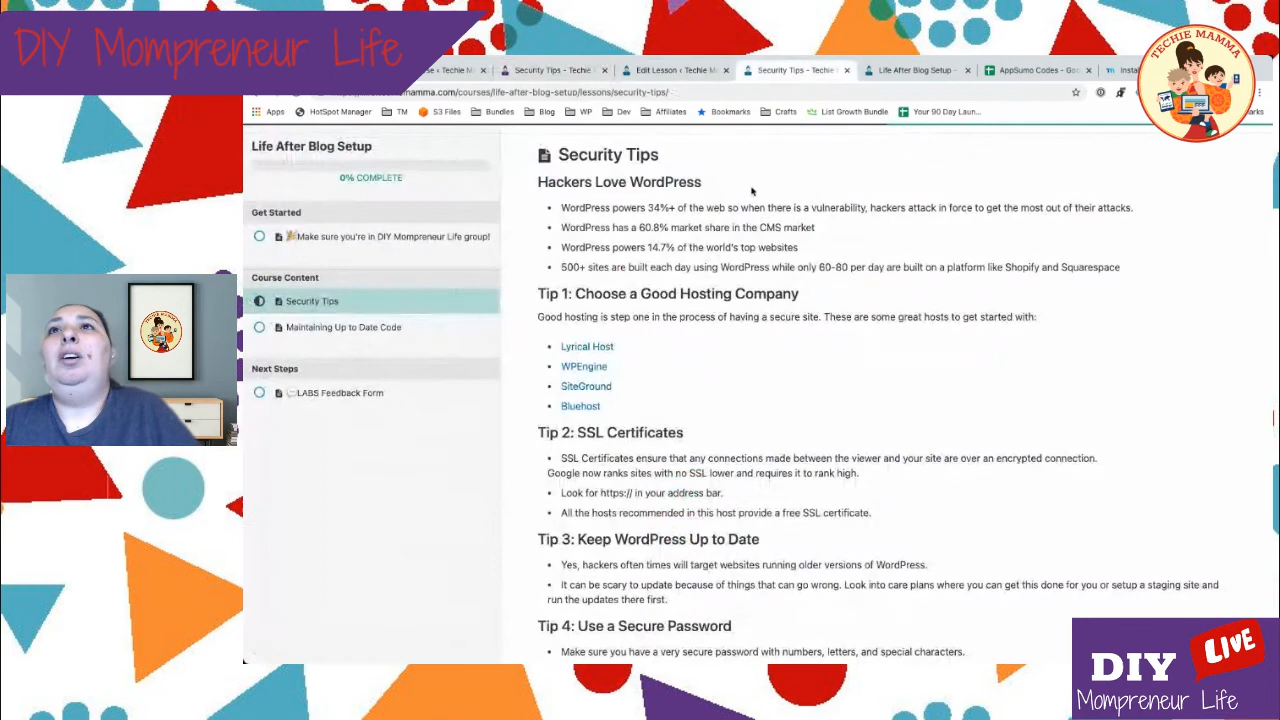 DIY Mompreneur Life
TECHIE MAMMA
Security Tips - Techie
Edit Lesson ‹ Techie M
Security Tips - Techie
Life After Blog Setup -
AppSumo Codes - Goo
mamma.com/courses/life-after-blog-setup/lessons/security-tips/
Apps HotSpot Manager TM S3 Files Bundles Blog WP Dev Affiliates Bookmarks Crafts List Growth Bundle Your 90 Day Laun...
Life After Blog Setup
0% COMPLETE
Get Started
Make sure you're in DIY Mompreneur Life group!
Course Content
Security Tips
Maintaining Up to Date Code
Next Steps
LABS Feedback Form
Security Tips
Hackers Love WordPress
• WordPress powers 34%+ of the web so when there is a vulnerability, hackers attack in force to get the most out of their attacks.
• WordPress has a 60.8% market share in the CMS market
• WordPress powers 14.7% of the world's top websites
• 500+ sites are built each day using WordPress while only 60-80 per day are built on a platform like Shopify and Squarespace
Tip 1: Choose a Good Hosting Company
Good hosting is step one in the process of having a secure site. These are some great hosts to get started with:
• Lyrical Host
• WPEngine
• SiteGround
• Bluehost
Tip 2: SSL Certificates
• SSL Certificates ensure that any connections made between the viewer and your site are over an encrypted connection.
Google now ranks sites with no SSL lower and requires it to rank high.
• Look for https:// in your address bar.
• All the hosts recommended in this host provide a free SSL certificate.
Tip 3: Keep WordPress Up to Date
• Yes, hackers often times will target websites running older versions of WordPress.
• It can be scary to update because of things that can go wrong. Look into care plans where you can get this done for you or setup a staging site and
run the updates there first.
Tip 4: Use a Secure Password
• Make sure you have a very secure password with numbers, letters, and special characters.
DIY LIVE
Mompreneur Life